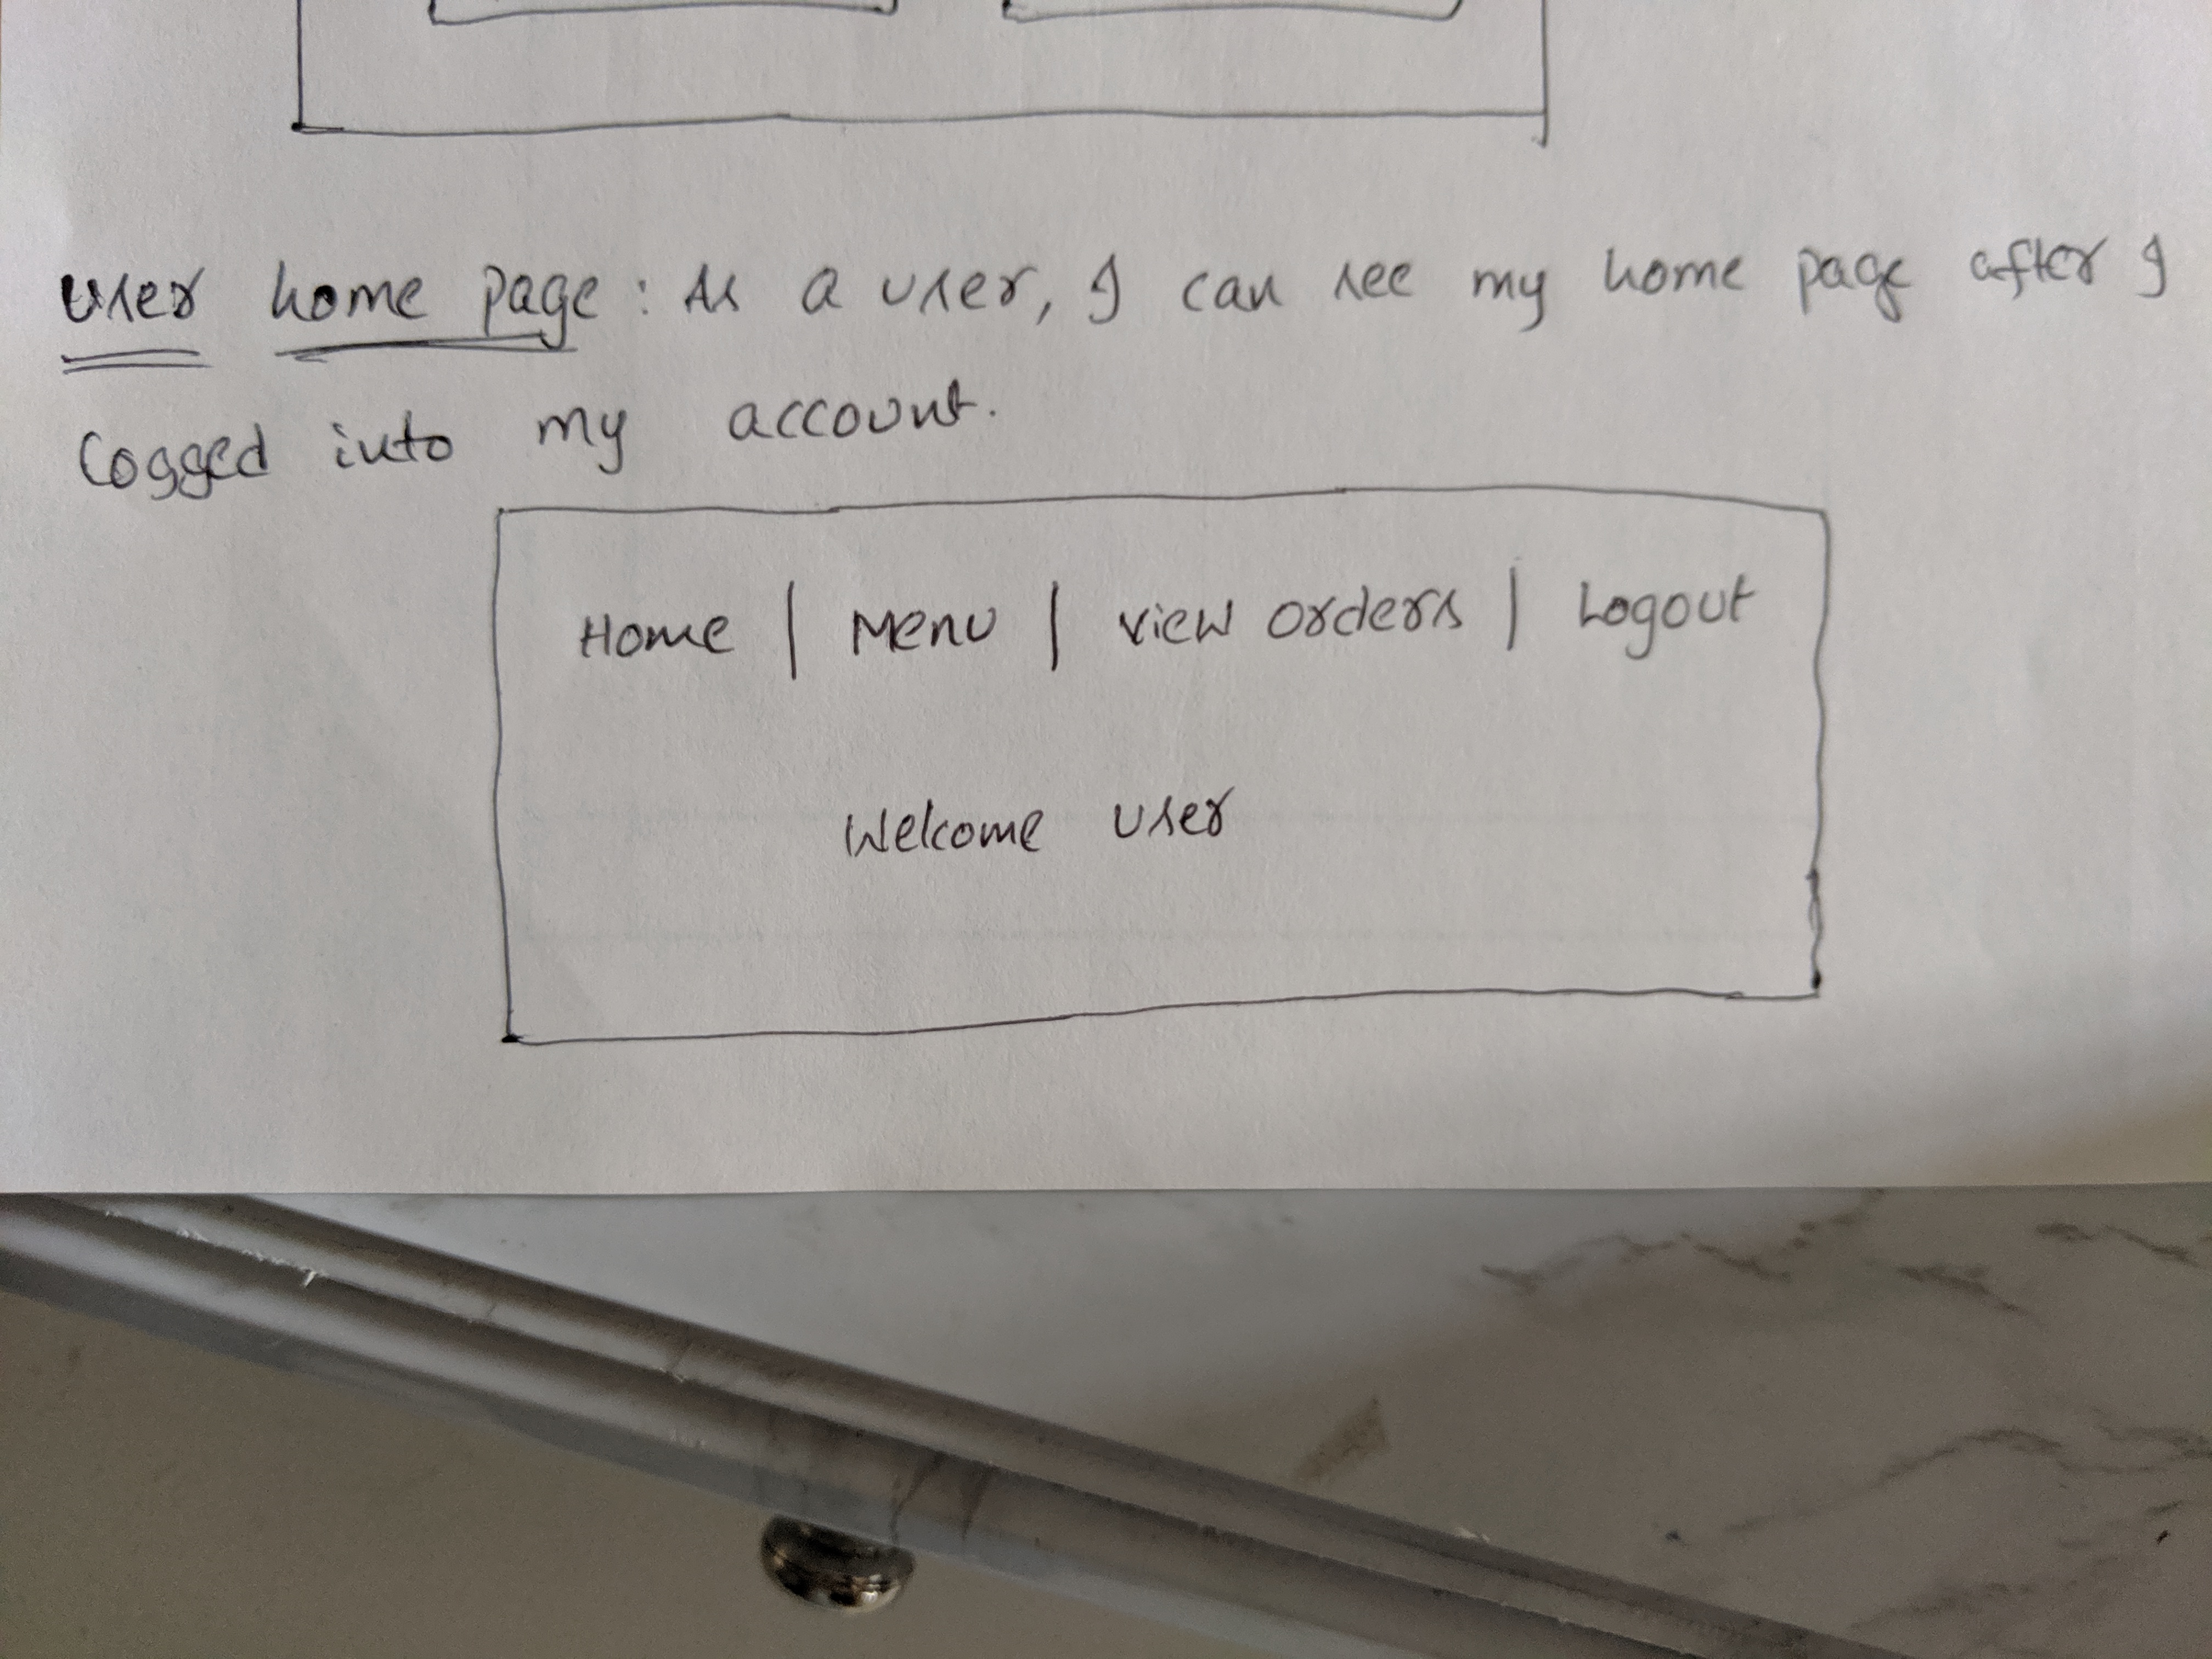 User home page: As a user, I can see my home page after I
logged into my account.
Home | Menu | View Orders | Logout
Welcome user